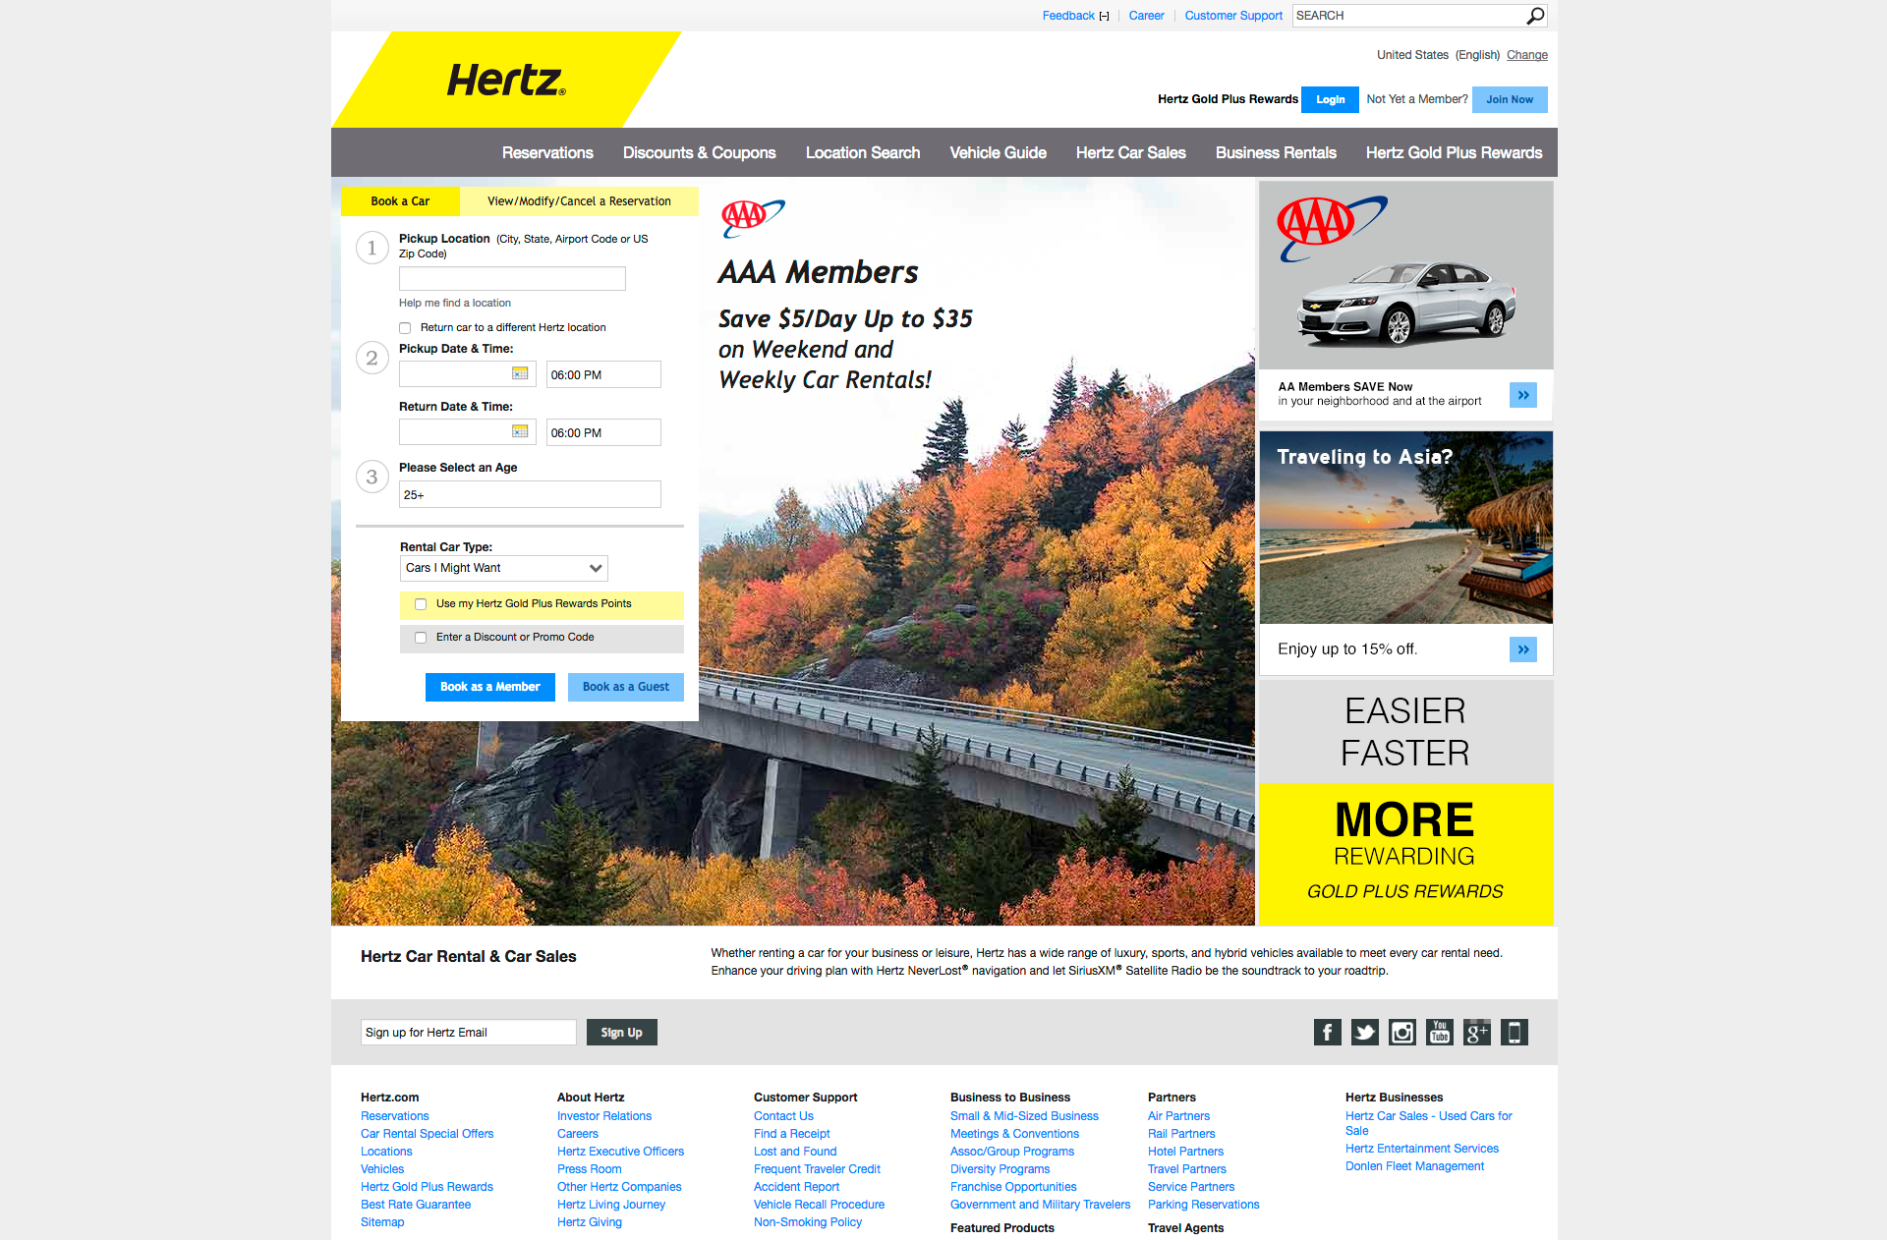 Feedback [-] | Career | Customer Support SEARCH
United States (English) Change
Hertz®
Hertz Gold Plus Rewards Login Not Yet a Member? Join Now
Reservations Discounts & Coupons Location Search Vehicle Guide Hertz Car Sales Business Rentals Hertz Gold Plus Rewards
Book a Car View/Modify/Cancel a Reservation
1 Pickup Location (City, State, Airport Code or US
Zip Code)
Help me find a location
Return car to a different Hertz location
2 Pickup Date & Time:
06:00 PM
Return Date & Time:
06:00 PM
3 Please Select an Age
25+
Rental Car Type:
Cars I Might Want
Use my Hertz Gold Plus Rewards Points
Enter a Discount or Promo Code
Book as a Member Book as a Guest
AAA
AAA Members
Save $5/Day Up to $35
on Weekend and
Weekly Car Rentals!
AAA
AA Members SAVE Now
in your neighborhood and at the airport
»
Traveling to Asia?
Enjoy up to 15% off. »
EASIER
FASTER
MORE
REWARDING
GOLD PLUS REWARDS
Hertz Car Rental & Car Sales
Whether renting a car for your business or leisure, Hertz has a wide range of luxury, sports, and hybrid vehicles available to meet every car rental need.
Enhance your driving plan with Hertz NeverLost® navigation and let SiriusXM® Satellite Radio be the soundtrack to your roadtrip.
Sign up for Hertz Email Sign Up
f You Tube g+
Hertz.com
Reservations
Car Rental Special Offers
Locations
Vehicles
Hertz Gold Plus Rewards
Best Rate Guarantee
Sitemap
About Hertz
Investor Relations
Careers
Hertz Executive Officers
Press Room
Other Hertz Companies
Hertz Living Journey
Hertz Giving
Customer Support
Contact Us
Find a Receipt
Lost and Found
Frequent Traveler Credit
Accident Report
Vehicle Recall Procedure
Non-Smoking Policy
Business to Business
Small & Mid-Sized Business
Meetings & Conventions
Assoc/Group Programs
Diversity Programs
Franchise Opportunities
Government and Military Travelers
Featured Products
Partners
Air Partners
Rail Partners
Hotel Partners
Travel Partners
Service Partners
Parking Reservations
Travel Agents
Hertz Businesses
Hertz Car Sales - Used Cars for
Sale
Hertz Entertainment Services
Donlen Fleet Management